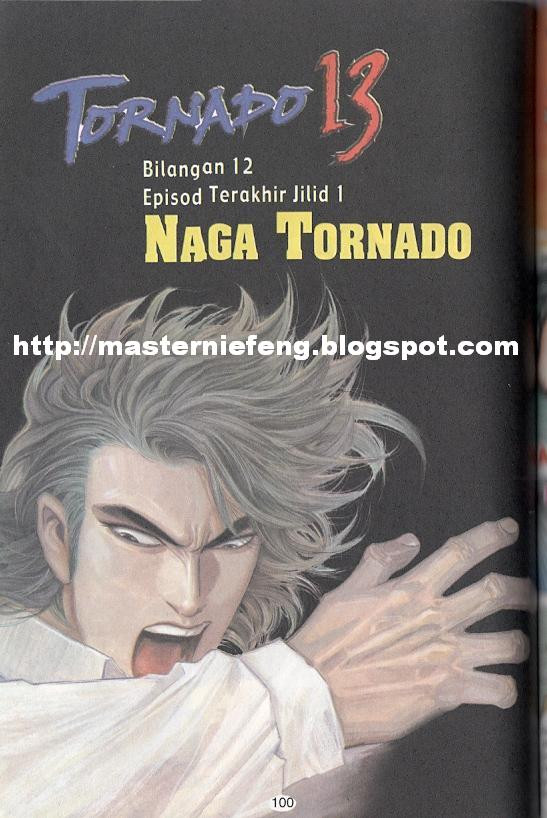 TORNADO 13
Bilangan 12
Episod Terakhir Jilid 1
NAGA TORNADO
http://masterniefeng.blogspot.com
100